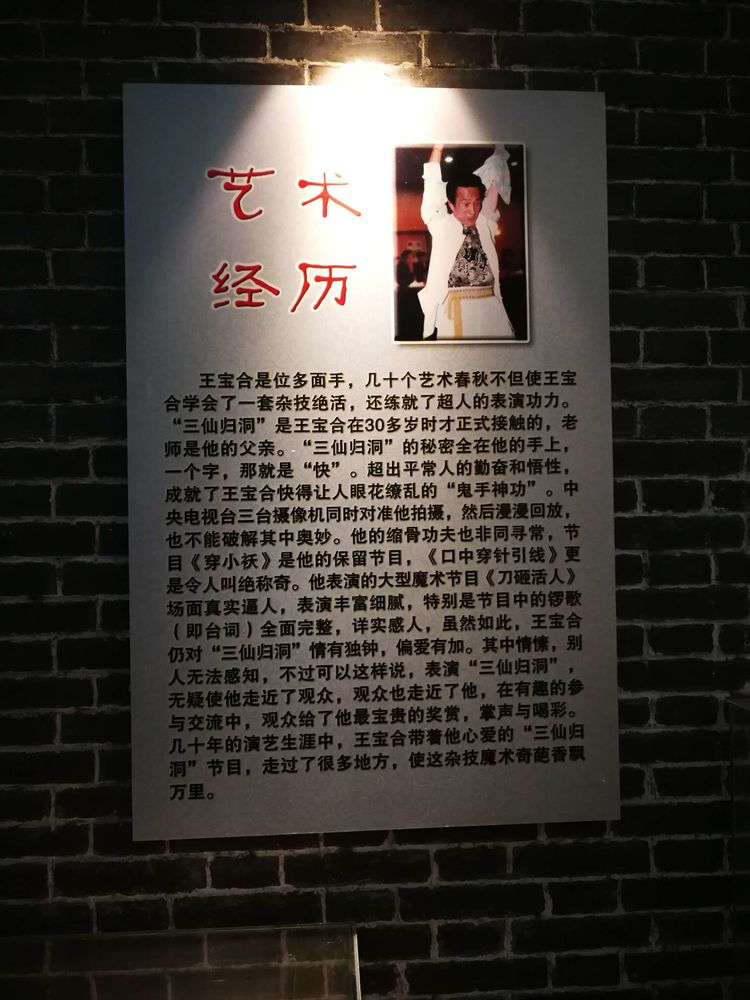 艺术
经历
王宝合是位多面手，几十个艺术春秋不但使王宝
合学会了一套杂技绝活，还练就了超人的表演功力。
“三仙归洞”是王宝合在30多岁时才正式接触的，老
师是他的父亲。“三仙归洞”的秘密全在他的手上，
一个字，那就是“快”。超出平常人的勤奋和悟性，
成就了王宝合快得让人眼花缭乱的“鬼手神功”。中
央电视台三台摄像机同时对准他拍摄，然后漫漫回放，
也不能破解其中奥妙。他的缩骨功夫也非同寻常，节
目《穿小袄》是他的保留节目，《口中穿针引线》更
是令人叫绝称奇。他表演的大型魔术节目《刀砸活人》
场面真实逼人，表演丰富细腻，特别是节目中的锣歌
（即台词）全面完整，详实感人，虽然如此，王宝合
仍对“三仙归洞”情有独钟，偏爱有加。其中情愫，别
人无法感知，不过可以这样说，表演“三仙归洞”，
无疑使他走近了观众，观众也走近了他，在有趣的参
与交流中，观众给了他最宝贵的奖赏，掌声与喝彩。
几十年的演艺生涯中，王宝合带着他心爱的“三仙归
洞”节目，走过了很多地方，使这杂技魔术奇葩香飘
万里。